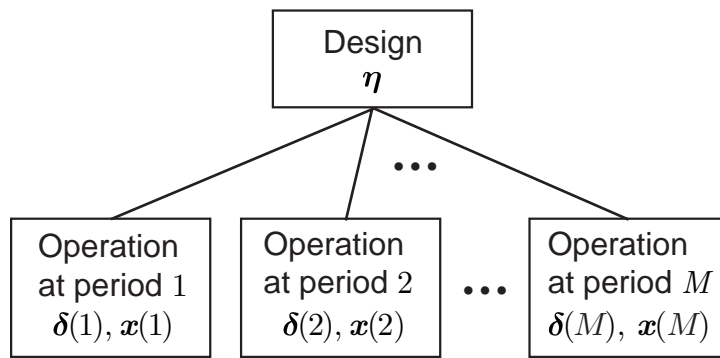 Design
η
...
Operation
at period 1
δ(1), x(1)
Operation
at period 2
δ(2), x(2)
...
Operation
at period M
δ(M), x(M)